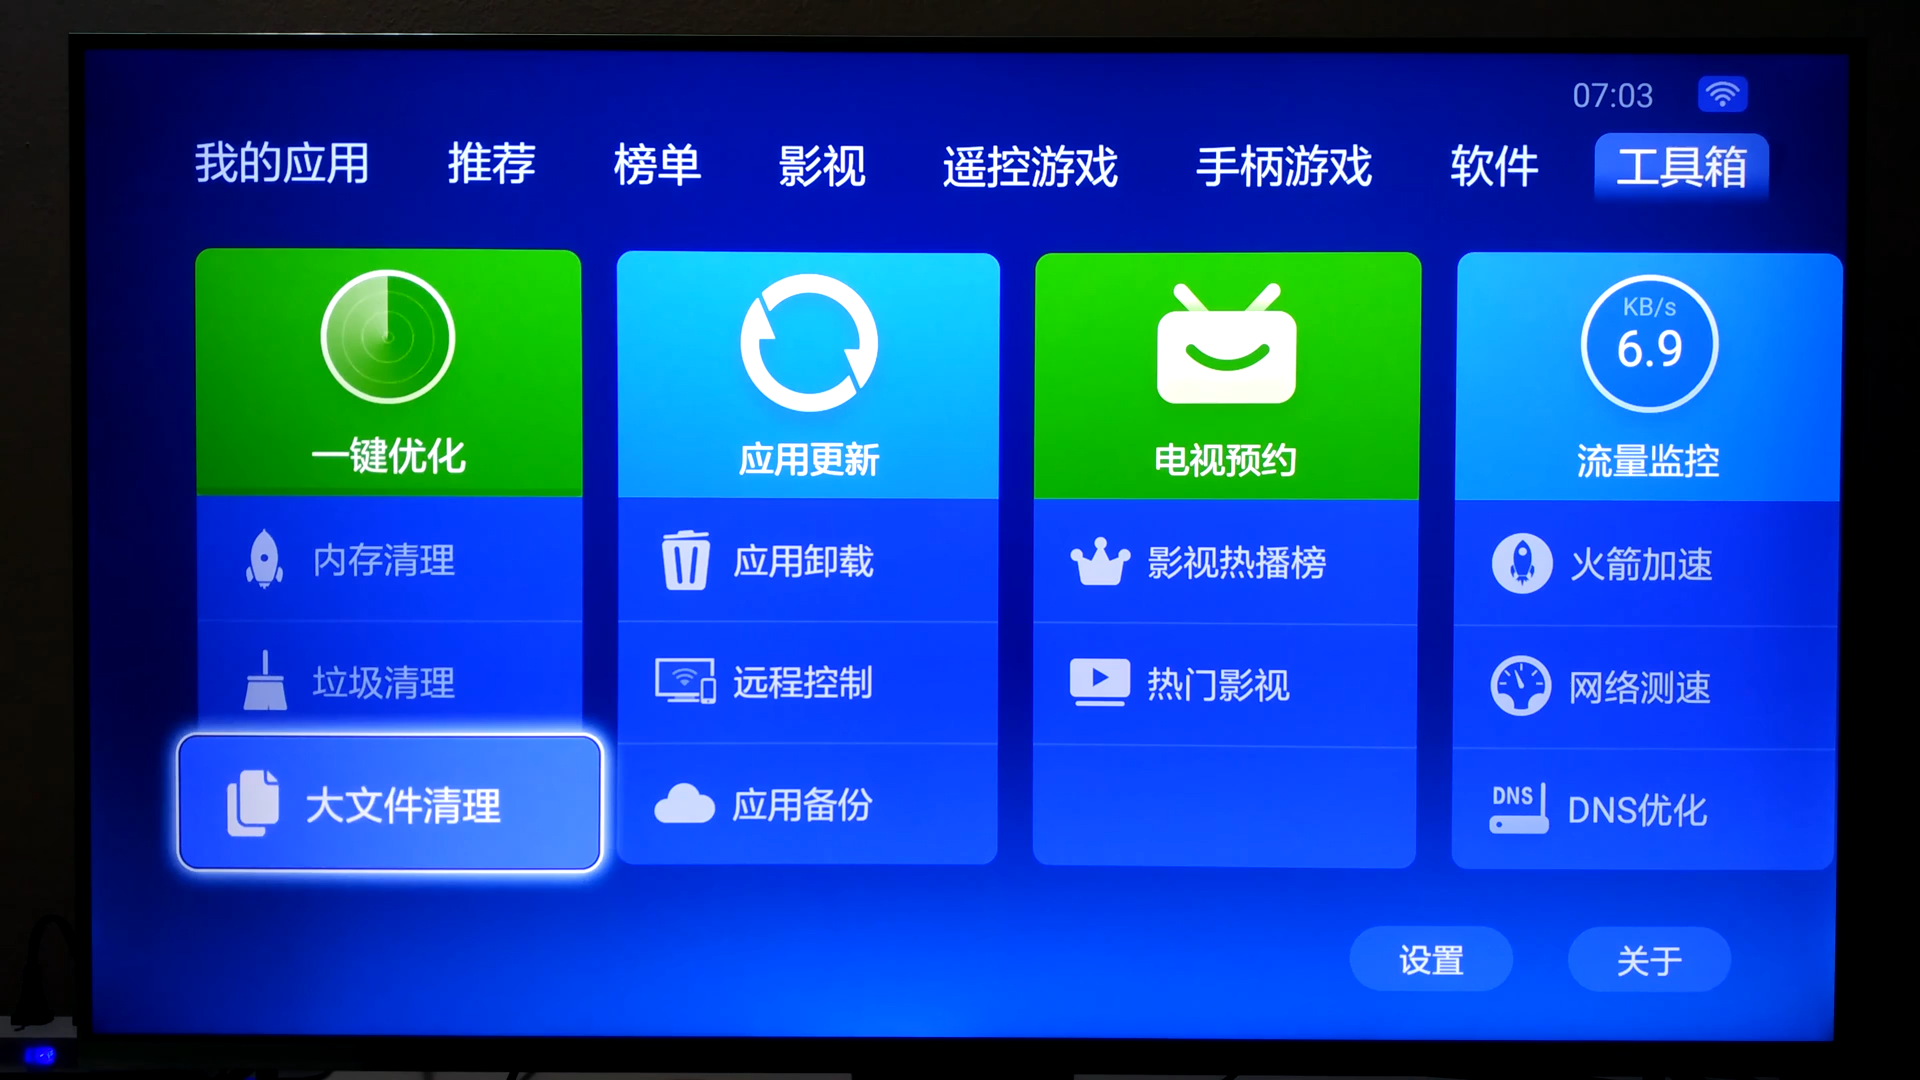 07:03
我的应用 推荐 榜单 影视 遥控游戏 手柄游戏 软件 工具箱
一键优化
内存清理
垃圾清理
大文件清理
应用更新
应用卸载
远程控制
应用备份
电视预约
影视热播榜
热门影视
KB/s
6.9
流量监控
火箭加速
网络测速
DNS
DNS优化
设置 关于